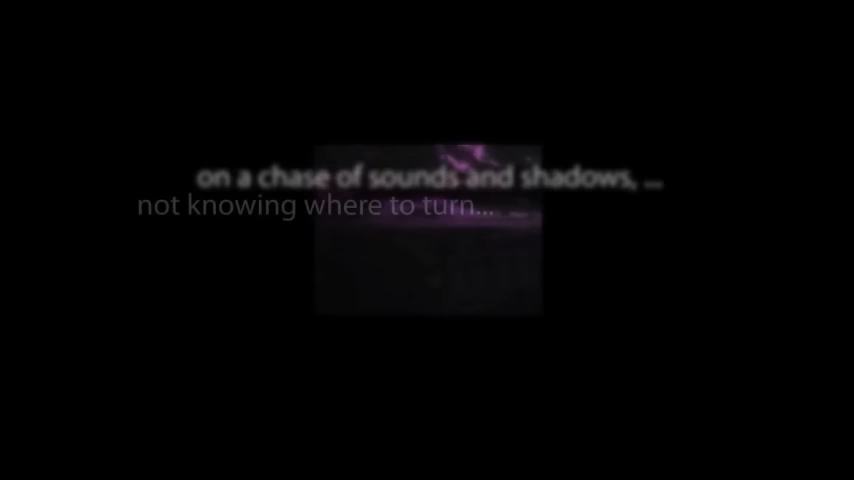 on a chase of sounds and shadows, ...
not knowing where to turn...